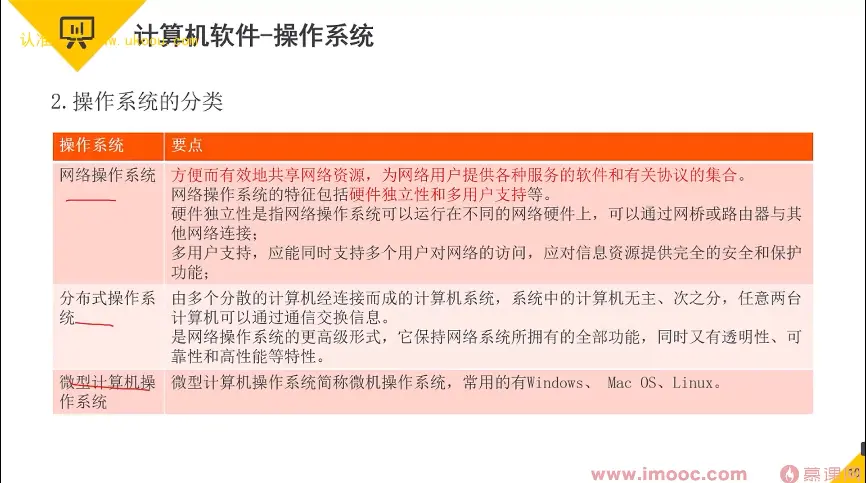 计算机软件-操作系统
2.操作系统的分类
操作系统 要点
网络操作系统 方便而有效地共享网络资源，为网络用户提供各种服务的软件和有关协议的集合。
网络操作系统的特征包括硬件独立性和多用户支持等。
硬件独立性是指网络操作系统可以运行在不同的网络硬件上，可以通过网桥或路由器与其
他网络连接；
多用户支持，应能同时支持多个用户对网络的访问，应对信息资源提供完全的安全和保护
功能；
分布式操作系
统
由多个分散的计算机经连接而成的计算机系统，系统中的计算机无主、次之分，任意两台
计算机可以通过通信交换信息。
是网络操作系统的更高级形式，它保持网络系统所拥有的全部功能，同时又有透明性、可
靠性和高性能等特性。
微型计算机操
作系统
微型计算机操作系统简称微机操作系统，常用的有Windows、 Mac OS、Linux。
www.imooc.com